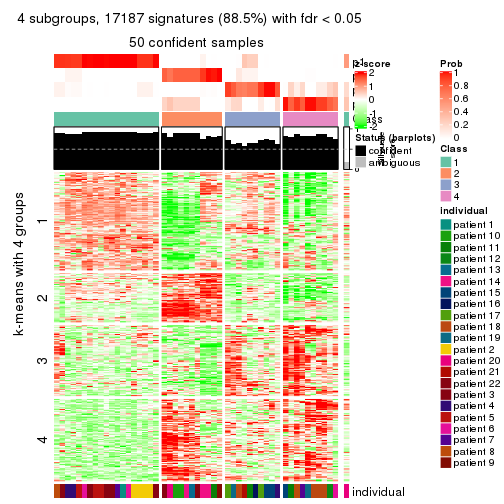 4 subgroups, 17187 signatures (88.5%) with fdr < 0.05
50 confident samples
k-means with 4 groups
1
2
3
4
z-score
2
1
0
-1
-2
Status (barplots)
confident
ambiguous
Prob
1
0.8
0.6
0.4
0.2
0
Class
1
2
3
4
individual
patient 1
patient 10
patient 11
patient 12
patient 13
patient 14
patient 15
patient 16
patient 17
patient 18
patient 19
patient 2
patient 20
patient 21
patient 22
patient 3
patient 4
patient 5
patient 6
patient 7
patient 8
patient 9
individual